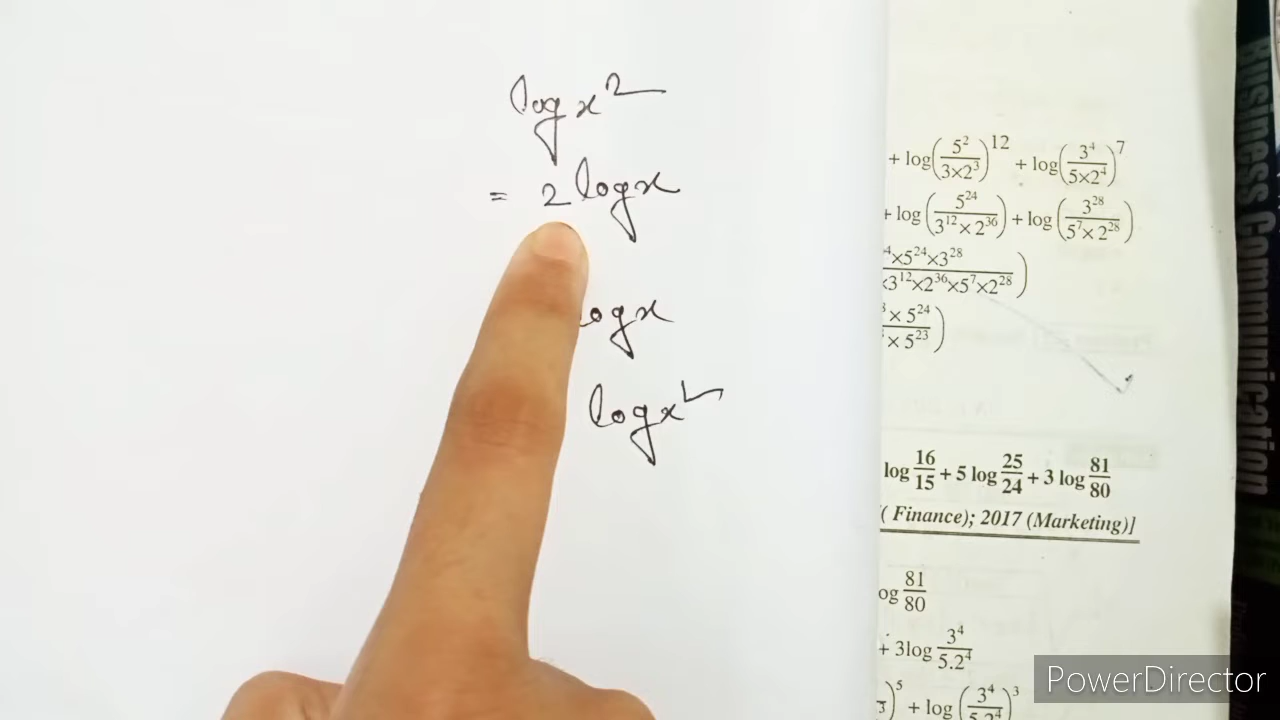 log x²
= 2 log x
log x
log x²
+ log(5²/3×2³)¹² + log(3⁴/5×2⁴)⁷
+ log(5²⁴/3¹²×2³⁶) + log(3²⁸/5⁷×2²⁸)
⁴×5²⁴×3²⁸/×3¹²×2³⁶×5⁷×2²⁸)
× 5²⁴/× 5²³)
log 16/15 + 5 log 25/24 + 3 log 81/80
( Finance); 2017 (Marketing)]
og 81/80
+ 3log 3⁴/5.2⁴
)⁵ + log (3⁴/5.2⁴)³
Business Communication
PowerDirector